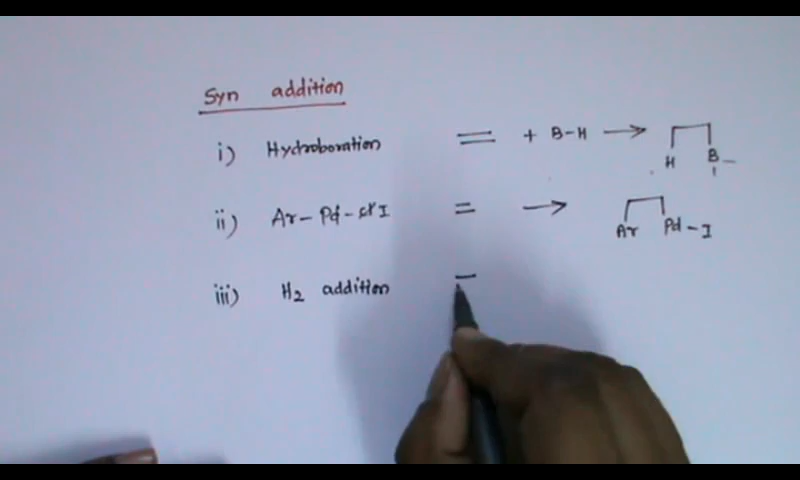 Syn addition
i) Hydroboration = + B-H → H B -
ii) Ar- Pd- I = → Ar Pd - I
iii) H2 addition